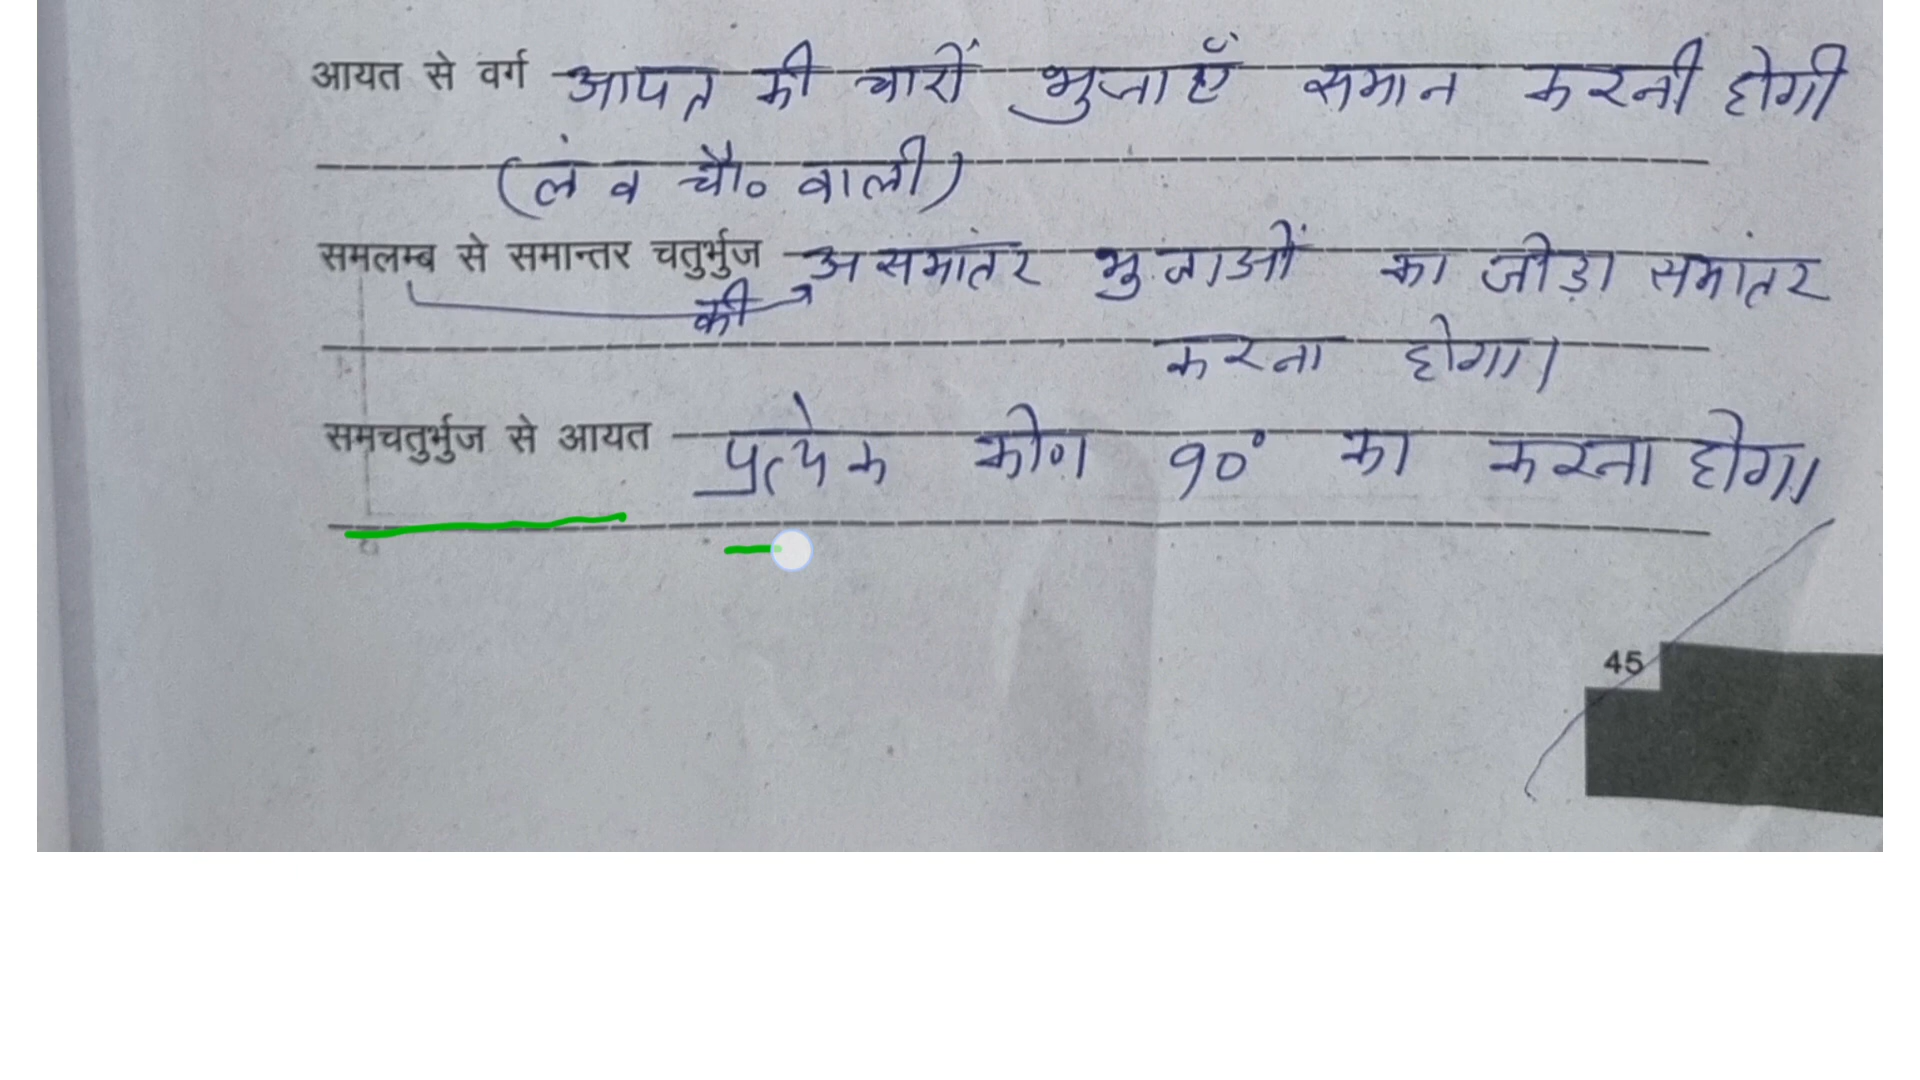 आयत से वर्ग आयत की चारों भुजाएँ समान करनी होगी
(लं व चौ० वाली)
समलम्ब से समान्तर चतुर्भुज असमांतर भुजाओं का जोड़ा समांतर
की
करना होगा।
समचतुर्भुज से आयत प्रत्येक कोण 90° का करना होगा।
45